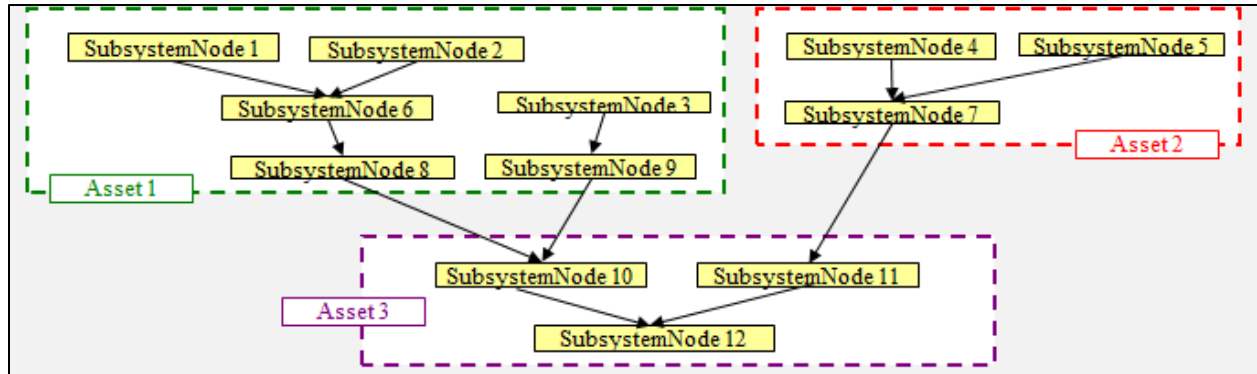 SubsystemNode 1
SubsystemNode 2
SubsystemNode 4
SubsystemNode 5
SubsystemNode 6
SubsystemNode 3
SubsystemNode 7
Asset 2
SubsystemNode 8
SubsystemNode 9
Asset 1
SubsystemNode 10
SubsystemNode 11
Asset 3
SubsystemNode 12